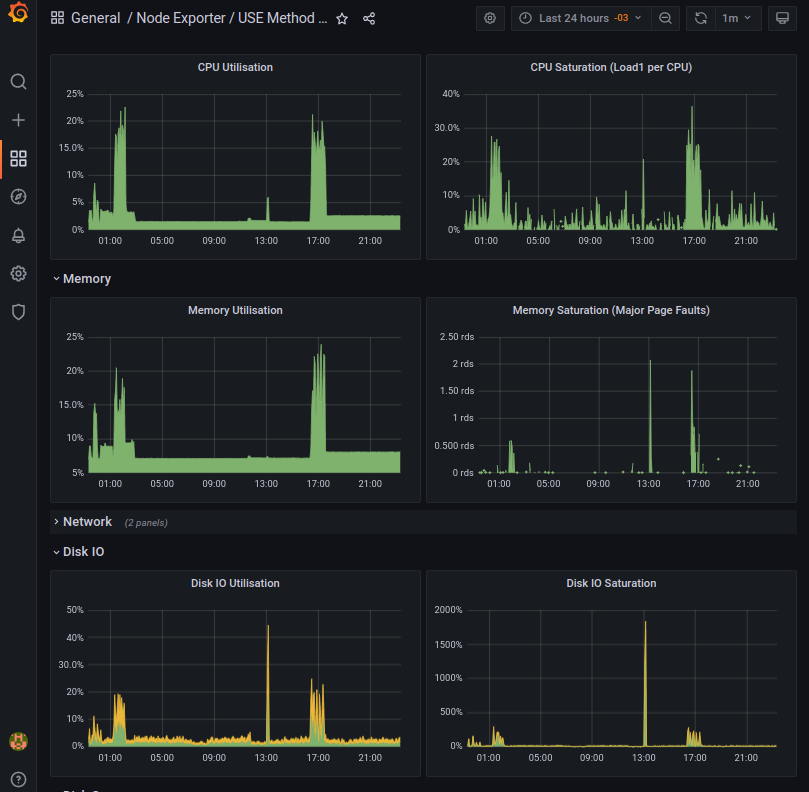 General / Node Exporter / USE Method ...
Last 24 hours -03
1m
CPU Utilisation
25%
20%
15.0%
10%
5%
0%
01:00 05:00 09:00 13:00 17:00 21:00
CPU Saturation (Load1 per CPU)
40%
30.0%
20%
10%
0%
01:00 05:00 09:00 13:00 17:00 21:00
Memory
Memory Utilisation
25%
20%
15.0%
10%
5%
01:00 05:00 09:00 13:00 17:00 21:00
Memory Saturation (Major Page Faults)
2.50 rds
2 rds
1.50 rds
1 rds
0.500 rds
0 rds
01:00 05:00 09:00 13:00 17:00 21:00
Network (2 panels)
Disk IO
Disk IO Utilisation
50%
40%
30.0%
20%
10%
0%
01:00 05:00 09:00 13:00 17:00 21:00
Disk IO Saturation
2000%
1500%
1000%
500%
0%
01:00 05:00 09:00 13:00 17:00 21:00